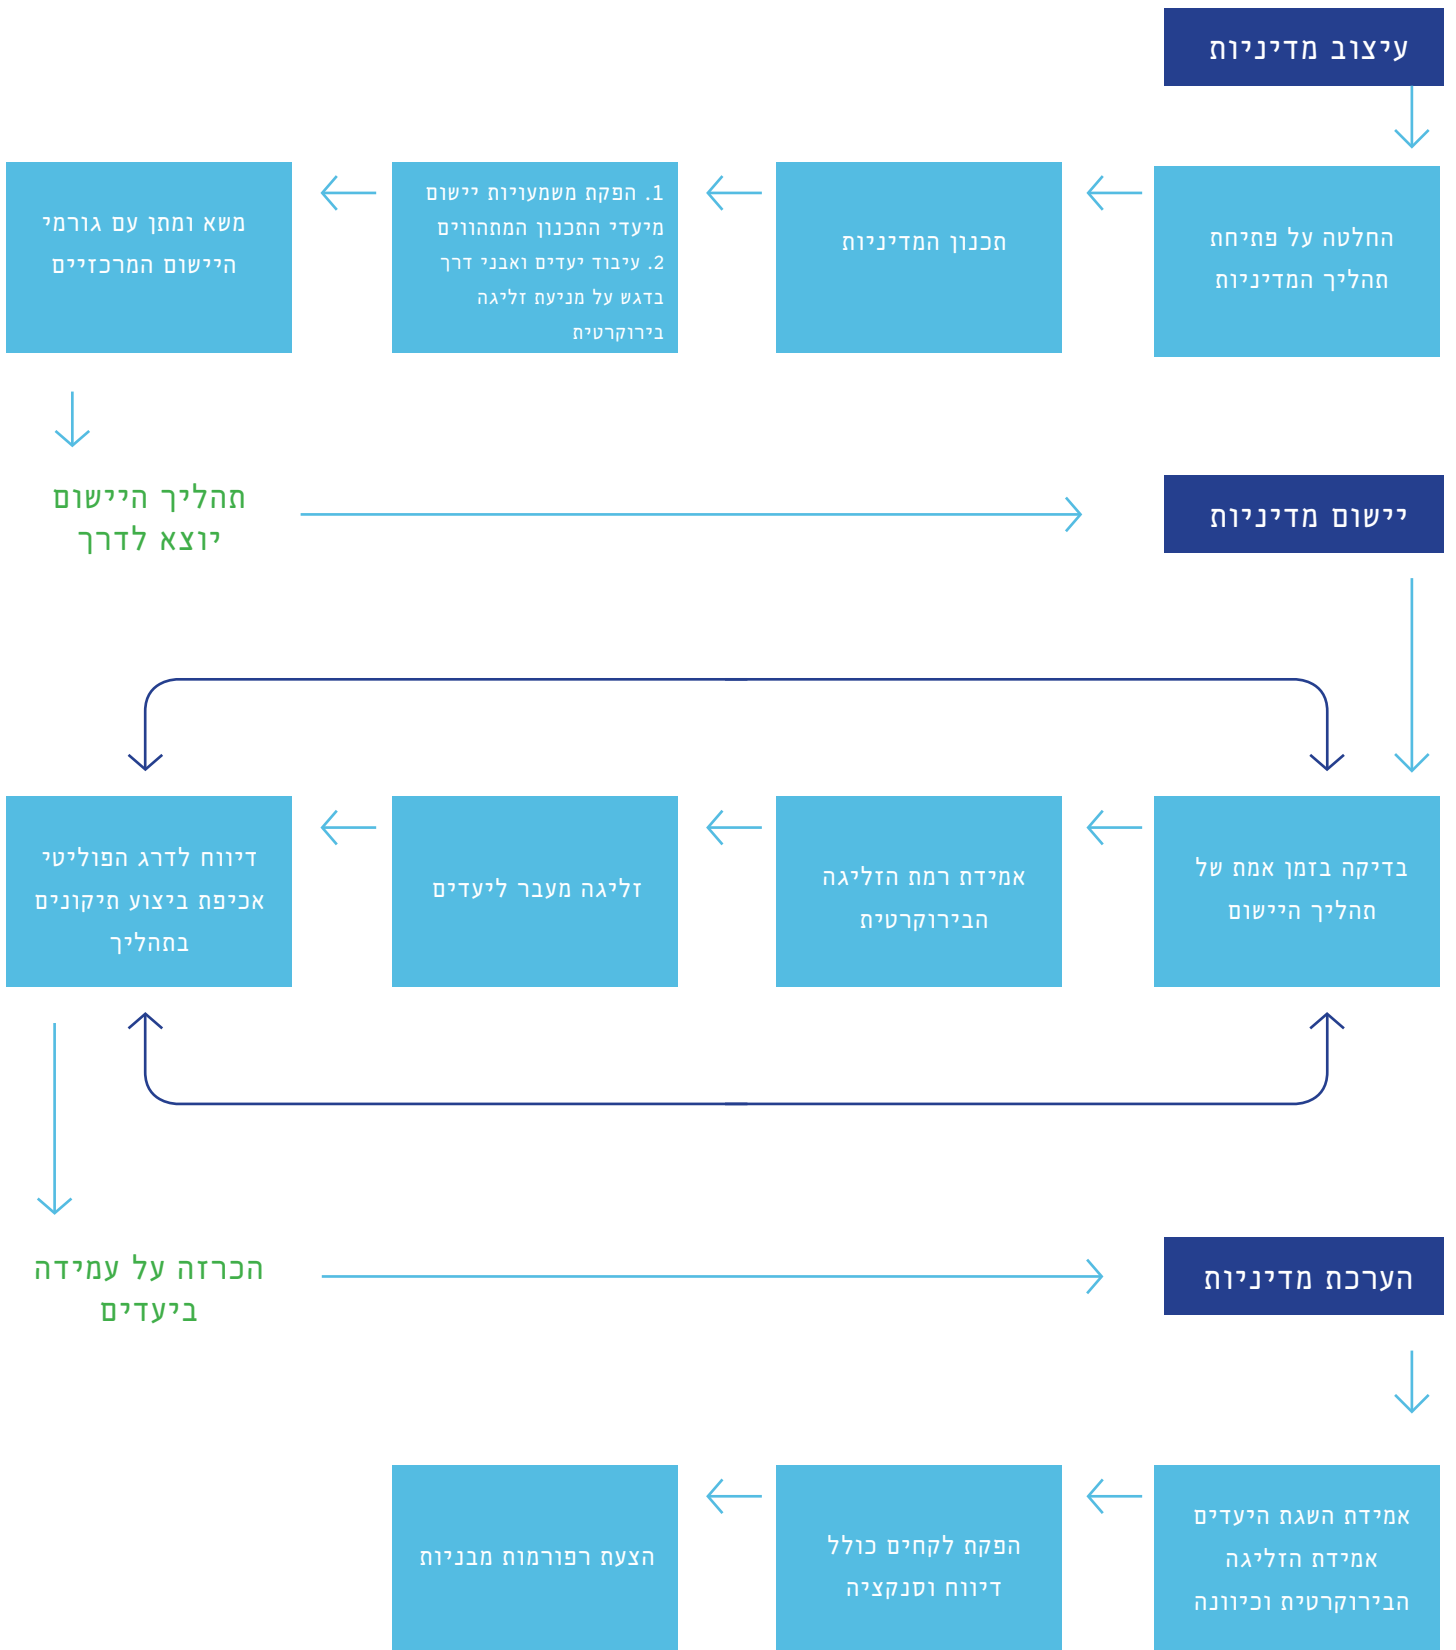 עיצוב מדיניות
החלטה על פתיחת
תהליך המדיניות
תכנון המדיניות
1. הפקת משמעויות יישום
מיעדי התכנון המתהווים
2. עיבוד יעדים ואבני דרך
בדגש על מניעת זליגה
בירוקרטית
משא ומתן עם גורמי
היישום המרכזיים
תהליך היישום
יוצא לדרך
יישום מדיניות
בדיקה בזמן אמת של
תהליך היישום
אמידת רמת הזליגה
הבירוקרטית
זליגה מעבר ליעדים
דיווח לדרג הפוליטי
אכיפת ביצוע תיקונים
בתהליך
הכרזה על עמידה
ביעדים
הערכת מדיניות
אמידת השגת היעדים
אמידת הזליגה
הבירוקרטית וכיוונה
הפקת לקחים כולל
דיווח וסנקציה
הצעת רפורמות מבניות